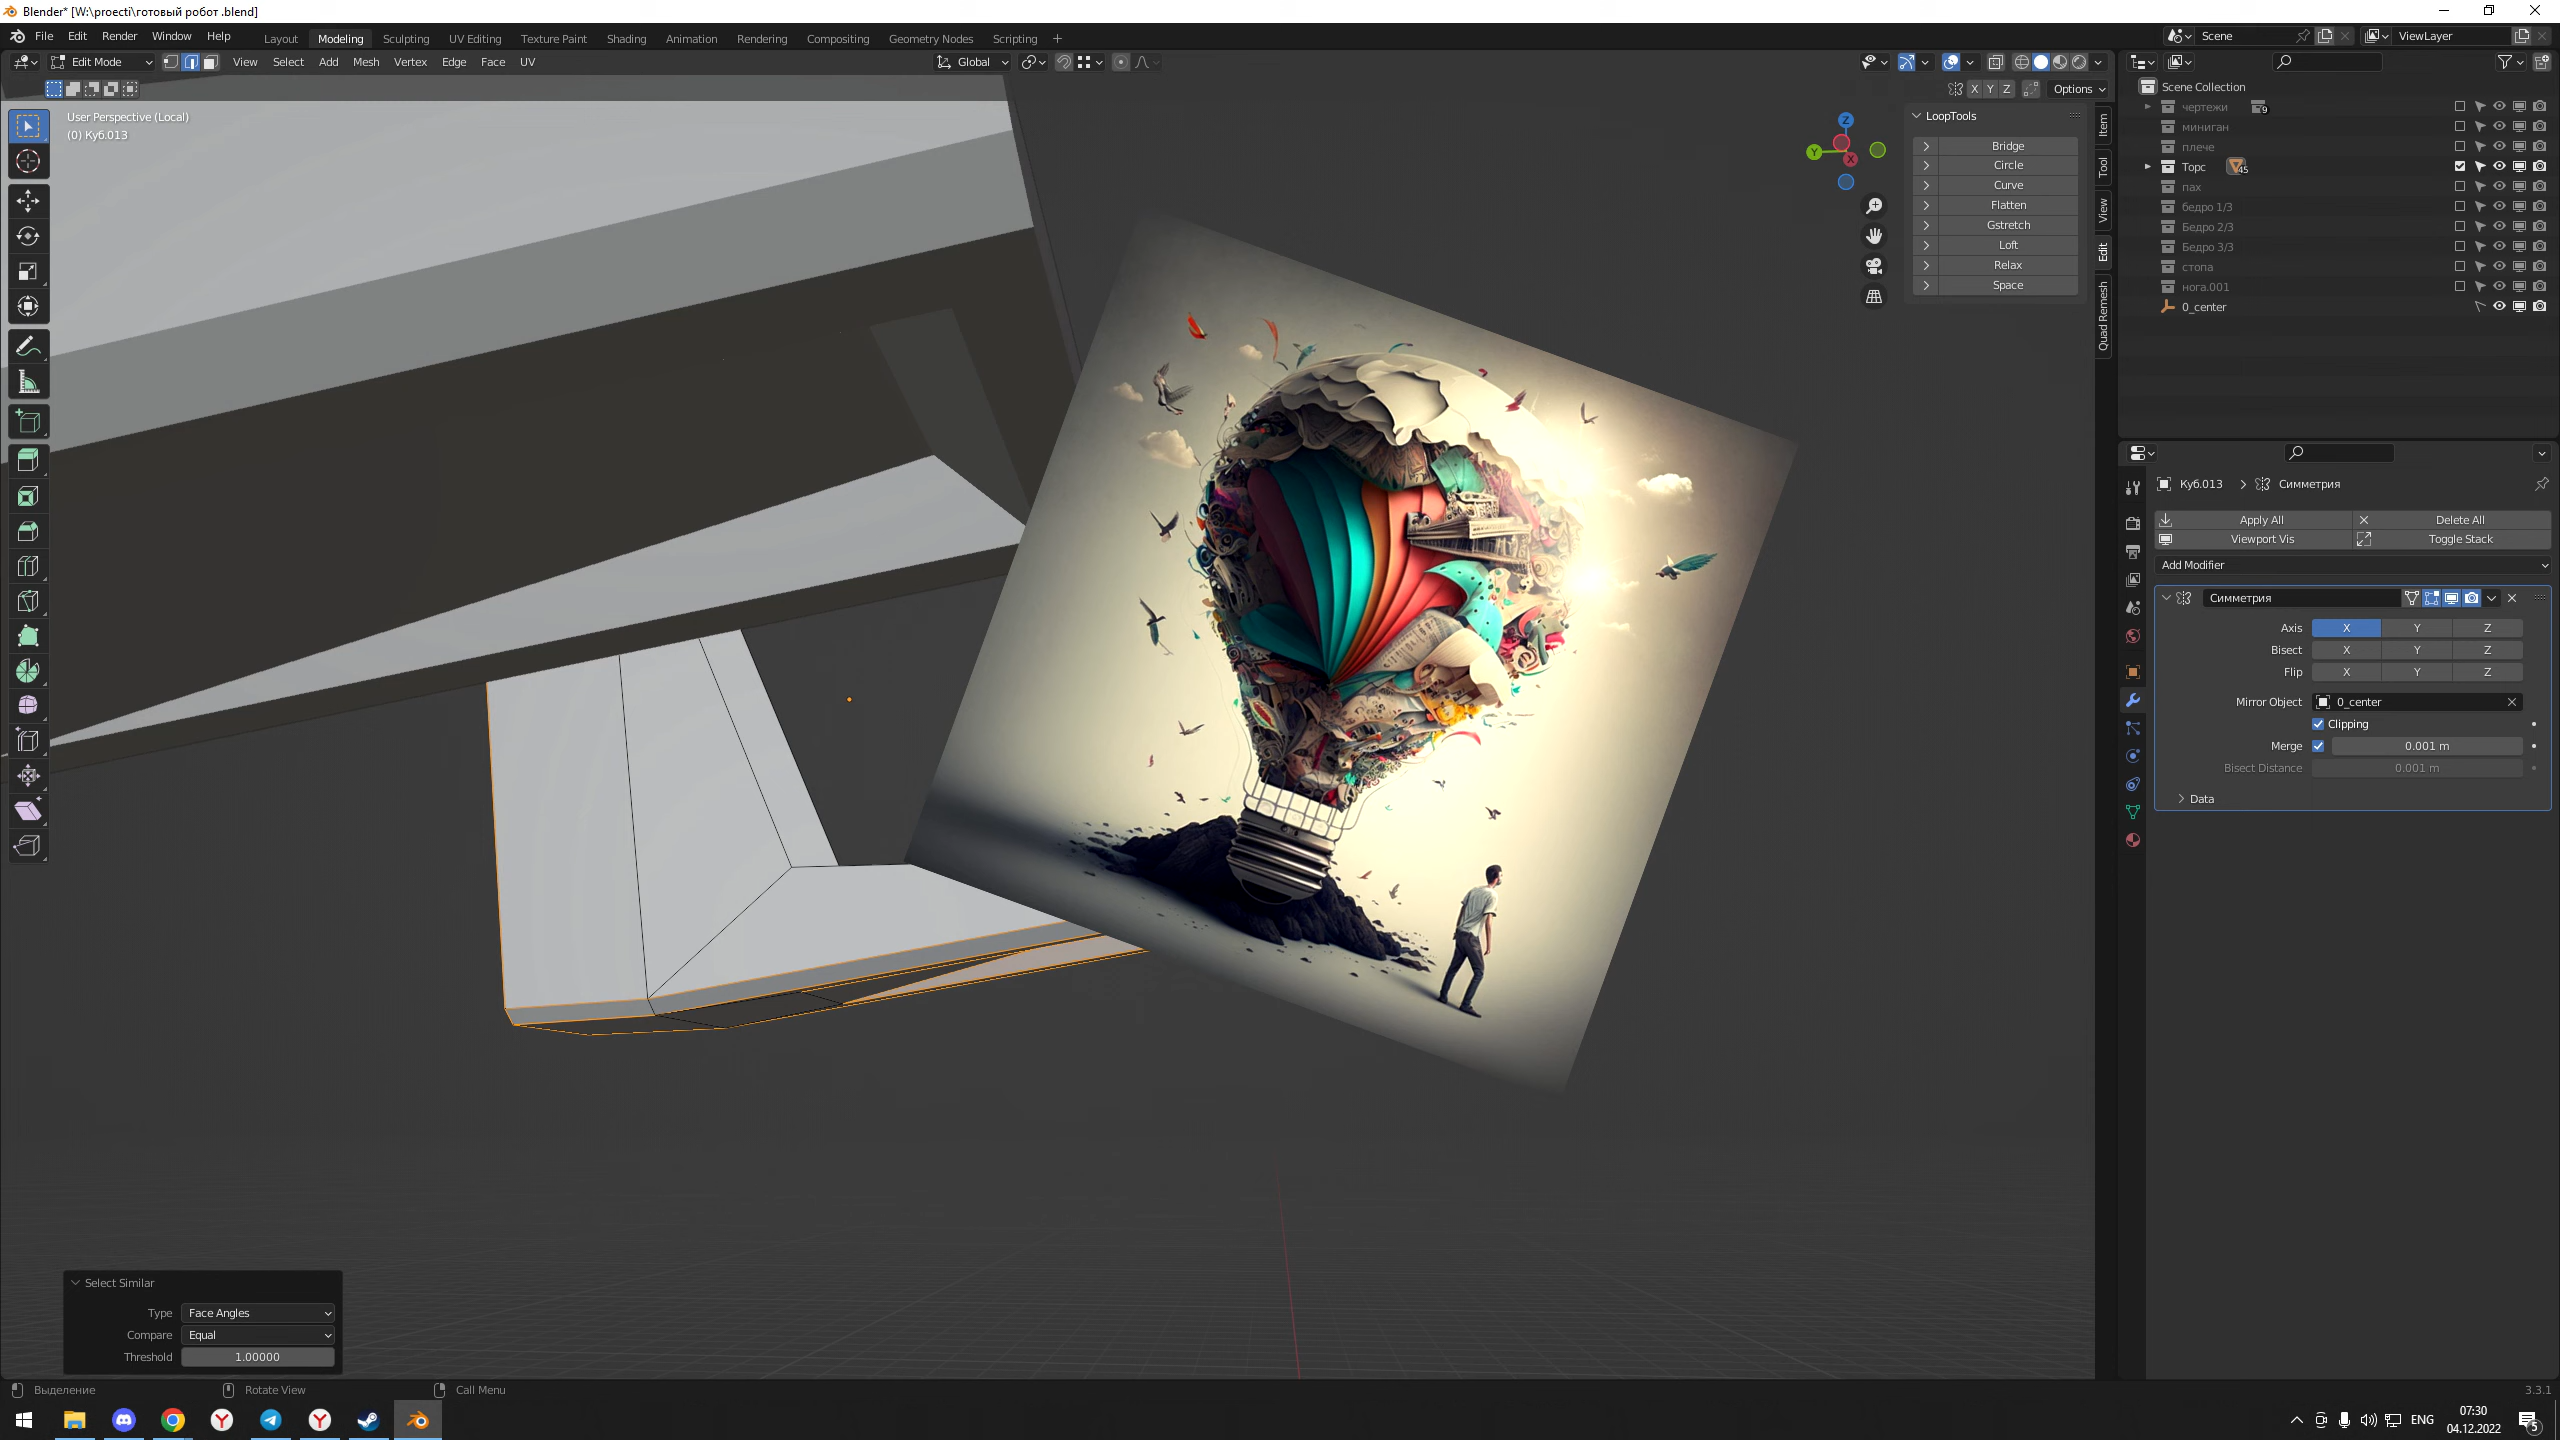 Blender* [W:\proecti\готовый робот .blend]
File Edit Render Window Help Layout Modeling Sculpting UV Editing Texture Paint Shading Animation Rendering Compositing Geometry Nodes Scripting
Scene
ViewLayer
Edit Mode View Select Add Mesh Vertex Edge Face UV
Global
X Y Z Options
User Perspective (Local)
(0) Куб.013
Z
Y
X
LoopTools
Bridge
Circle
Curve
Flatten
Gstretch
Loft
Relax
Space
Item
Tool
View
Edit
Quad Remesh
Scene Collection
чертежи 9
миниган
плече
Торс 45
пах
бедро 1/3
Бедро 2/3
Бедро 3/3
стопа
нога.001
0_center
Куб.013 Симметрия
Apply All Delete All
Viewport Vis Toggle Stack
Add Modifier
Симметрия
Axis X Y Z
Bisect X Y Z
Flip X Y Z
Mirror Object 0_center
Clipping
Merge 0.001 m
Bisect Distance 0.001 m
Data
Select Similar
Type Face Angles
Compare Equal
Threshold 1.00000
Выделение Rotate View Call Menu
3.3.1
ENG
07:30
04.12.2022
5